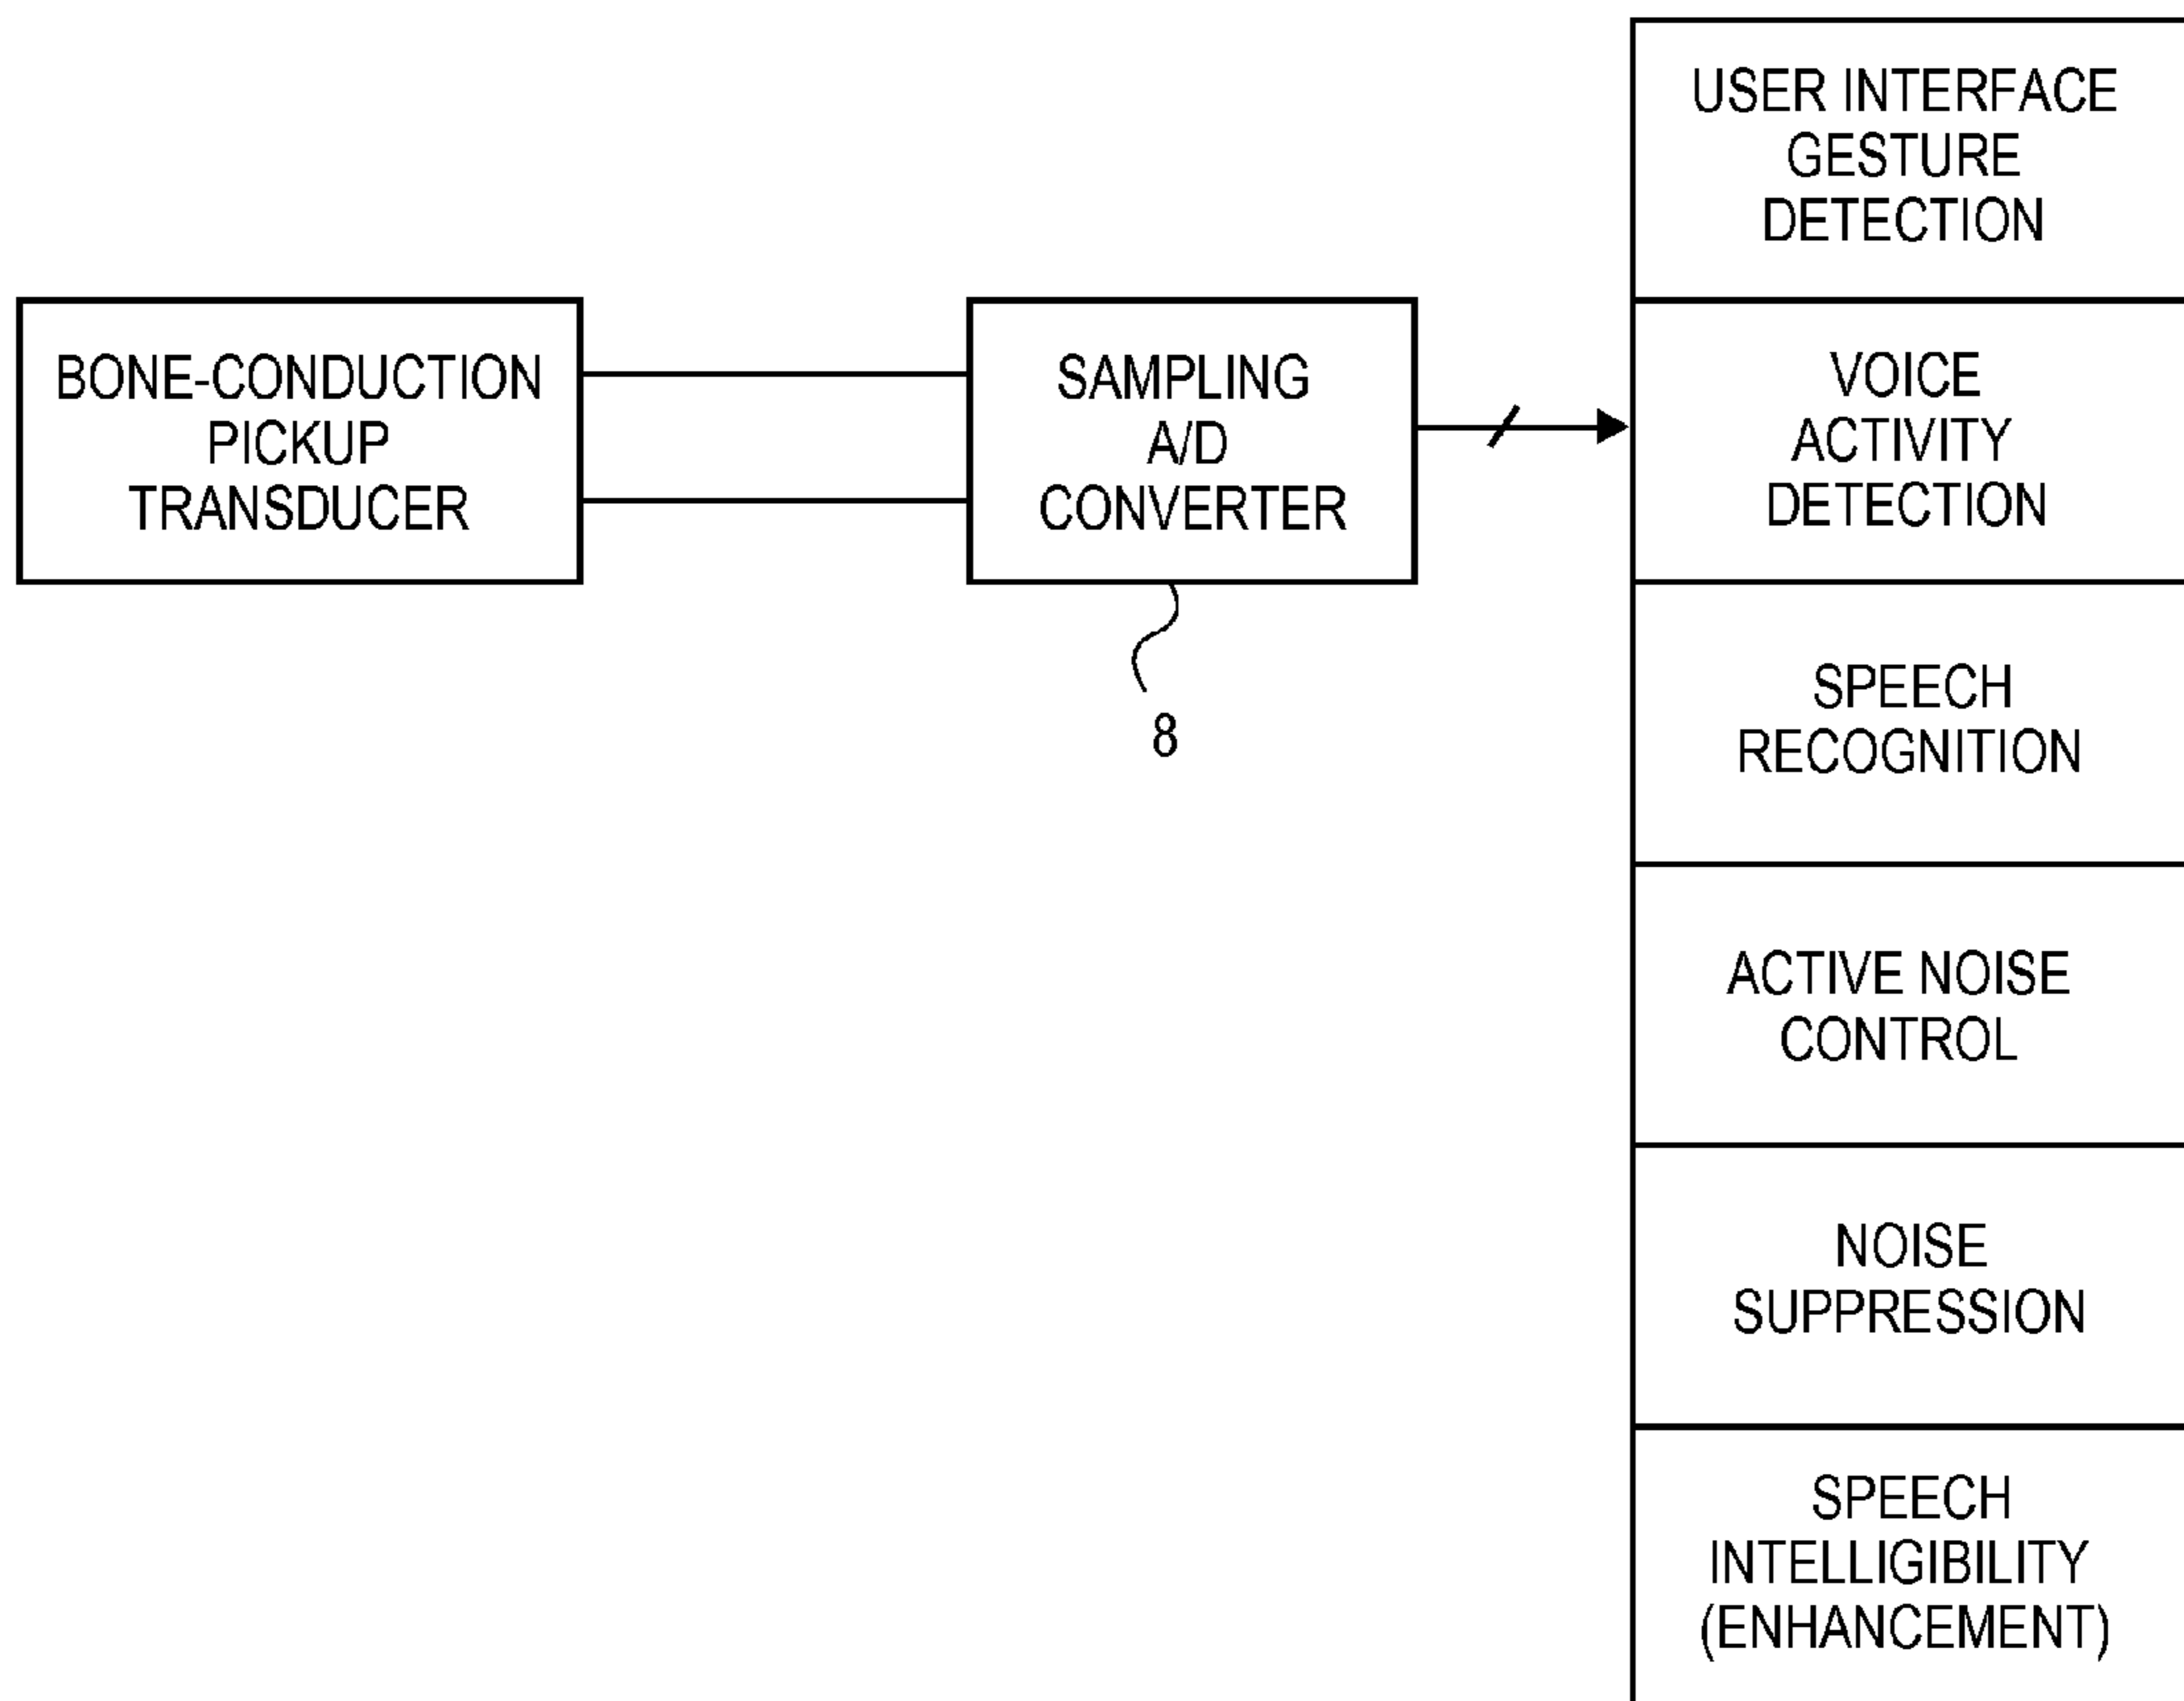 BONE-CONDUCTION
PICKUP
TRANSDUCER
SAMPLING
A/D
CONVERTER
8
USER INTERFACE
GESTURE
DETECTION
VOICE
ACTIVITY
DETECTION
SPEECH
RECOGNITION
ACTIVE NOISE
CONTROL
NOISE
SUPPRESSION
SPEECH
INTELLIGIBILITY
(ENHANCEMENT)